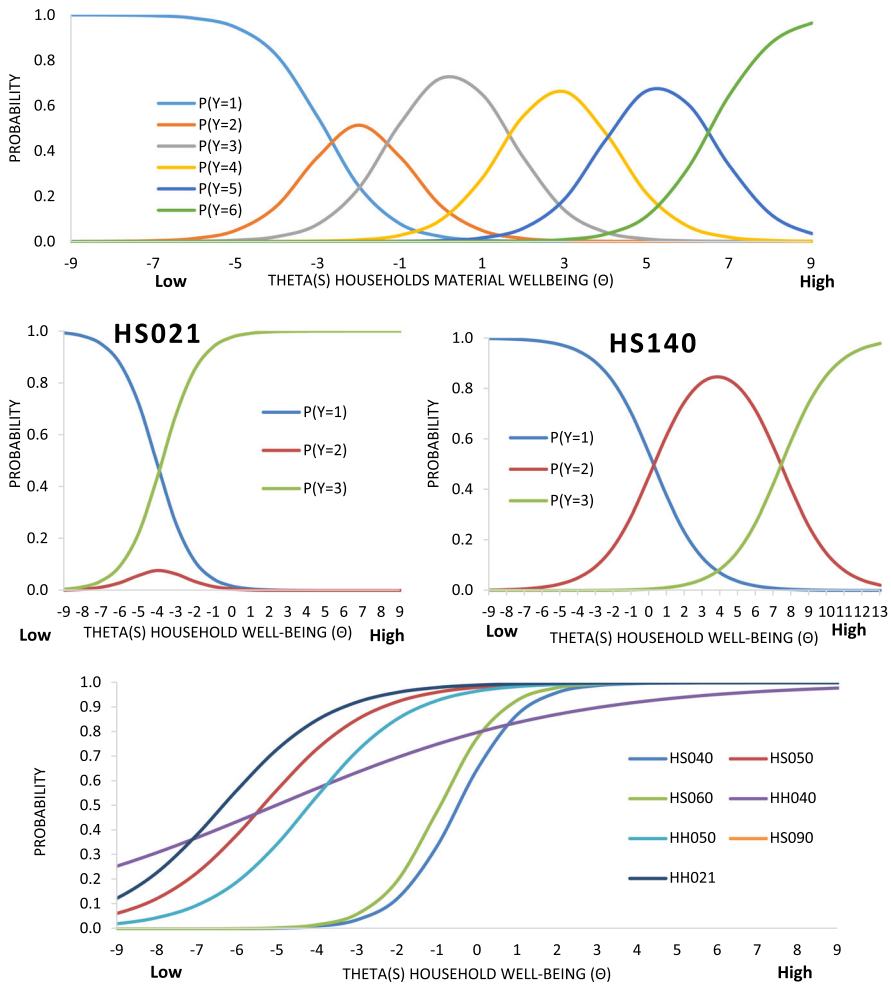 1.0
0.8
0.6
0.4
0.2
0.0
PROBABILITY
P(Y=1)
P(Y=2)
P(Y=3)
P(Y=4)
P(Y=5)
P(Y=6)
-9 -7 -5 -3 -1 1 3 5 7 9
Low THETA(S) HOUSEHOLDS MATERIAL WELLBEING (Θ) High
HS021
1.0
0.8
0.6
0.4
0.2
0.0
PROBABILITY
P(Y=1)
P(Y=2)
P(Y=3)
-9 -8 -7 -6 -5 -4 -3 -2 -1 0 1 2 3 4 5 6 7 8 9
Low THETA(S) HOUSEHOLD WELL-BEING (Θ) High
HS140
1.0
0.8
0.6
0.4
0.2
0.0
PROBABILITY
P(Y=1)
P(Y=2)
P(Y=3)
-9 -8 -7 -6 -5 -4 -3 -2 -1 0 1 2 3 4 5 6 7 8 9 10 11 12 13
Low THETA(S) HOUSEHOLD WELL-BEING (Θ) High
1.0
0.9
0.8
0.7
0.6
0.5
0.4
0.3
0.2
0.1
0.0
PROBABILITY
HS040 HS050
HS060 HH040
HH050 HS090
HH021
-9 -8 -7 -6 -5 -4 -3 -2 -1 0 1 2 3 4 5 6 7 8 9
Low THETA(S) HOUSEHOLD WELL-BEING (Θ) High